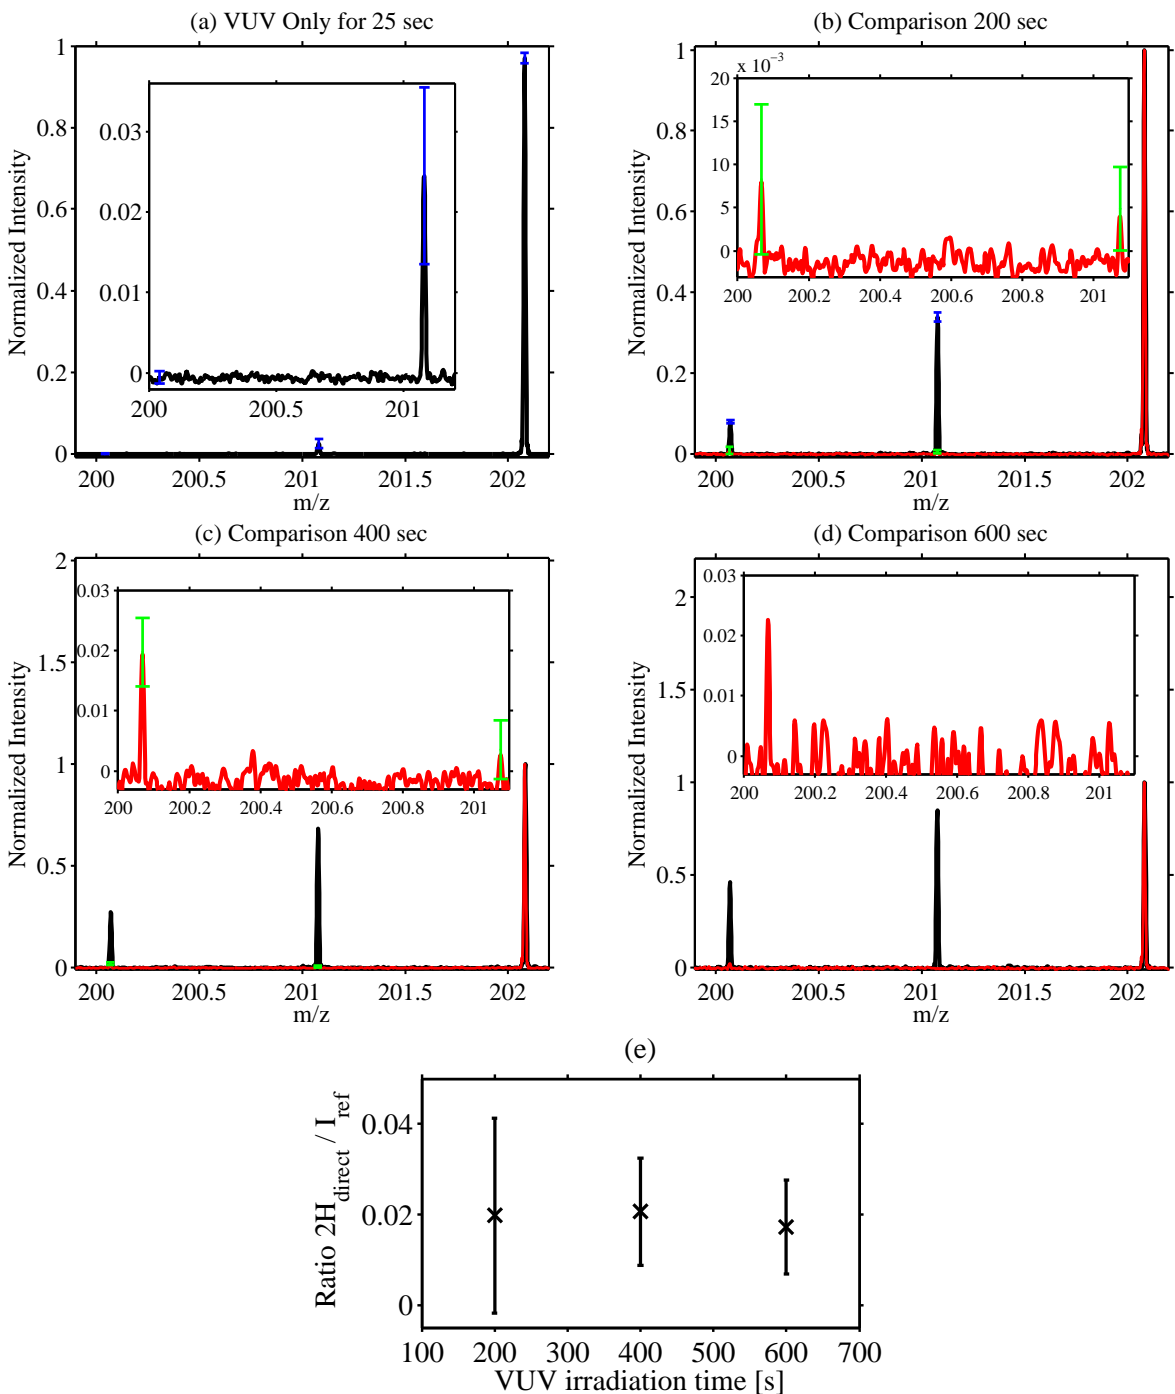 (a) VUV Only for 25 sec
Normalized Intensity
1
0.8
0.6
0.4
0.2
0
0.03
0.02
0.01
0
200 200.5 201
200 200.5 201 201.5 202
m/z
(b) Comparison 200 sec
Normalized Intensity
1
0.8
0.6
0.4
0.2
0
x 10⁻³
20
15
10
5
0
200 200.2 200.4 200.6 200.8 201
200 200.5 201 201.5 202
m/z
(c) Comparison 400 sec
Normalized Intensity
2
1.5
1
0.5
0
0.03
0.02
0.01
0
200 200.2 200.4 200.6 200.8 201
200 200.5 201 201.5 202
m/z
(d) Comparison 600 sec
Normalized Intensity
2
1.5
1
0.5
0
0.03
0.02
0.01
0
200 200.2 200.4 200.6 200.8 201
200 200.5 201 201.5 202
m/z
(e)
Ratio 2H_direct / I_ref
0.04
0.02
0
100 200 300 400 500 600 700
VUV irradiation time [s]